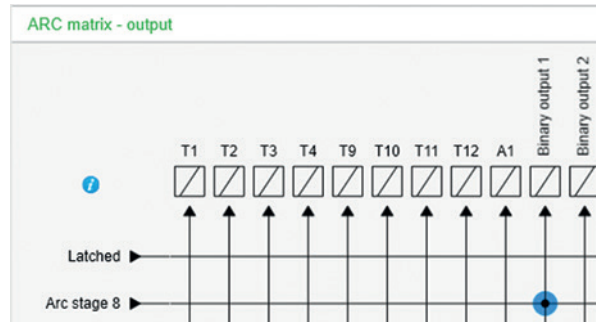 ARC matrix - output
T1 T2 T3 T4 T9 T10 T11 T12 A1 Binary output 1 Binary output 2
i
Latched
Arc stage 8